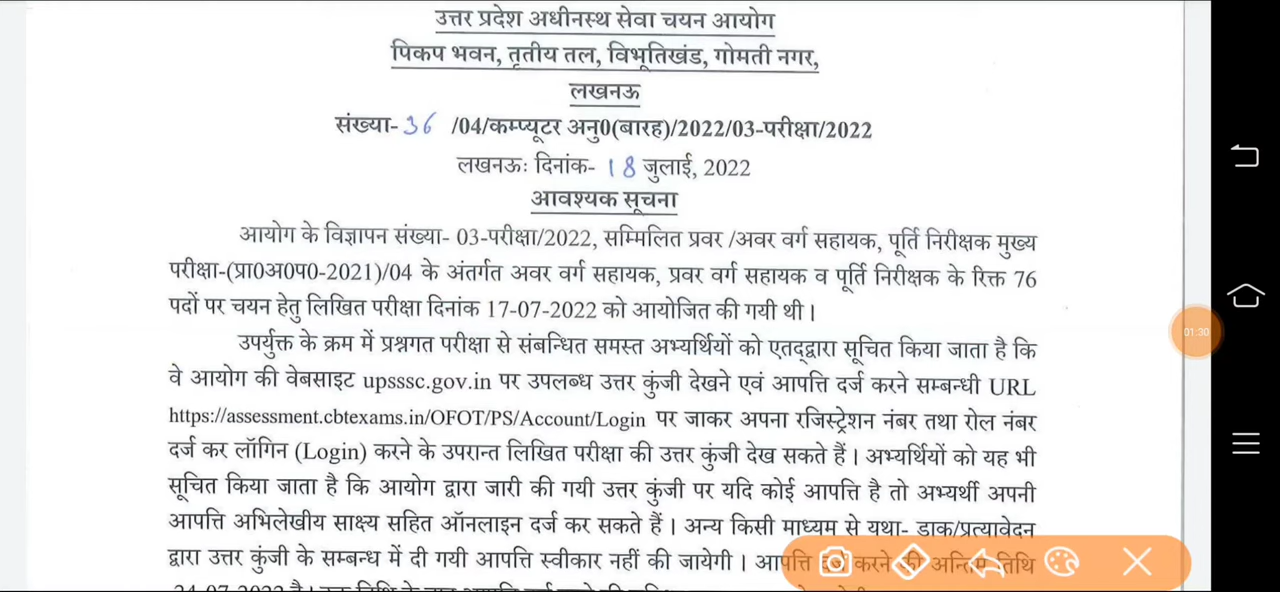 उत्तर प्रदेश अधीनस्थ सेवा चयन आयोग
पिकप भवन, तृतीय तल, विभूतिखंड, गोमती नगर,
लखनऊ
संख्या- 36 /04/कम्प्यूटर अनु0(बारह)/2022/03-परीक्षा/2022
लखनऊः दिनांक- 18 जुलाई, 2022
आवश्यक सूचना
आयोग के विज्ञापन संख्या- 03-परीक्षा/2022, सम्मिलित प्रवर /अवर वर्ग सहायक, पूर्ति निरीक्षक मुख्य
परीक्षा-(प्रा0अ0प0-2021)/04 के अंतर्गत अवर वर्ग सहायक, प्रवर वर्ग सहायक व पूर्ति निरीक्षक के रिक्त 76
पदों पर चयन हेतु लिखित परीक्षा दिनांक 17-07-2022 को आयोजित की गयी थी।
उपर्युक्त के क्रम में प्रश्नगत परीक्षा से संबन्धित समस्त अभ्यर्थियों को एतद्द्वारा सूचित किया जाता है कि
वे आयोग की वेबसाइट upsssc.gov.in पर उपलब्ध उत्तर कुंजी देखने एवं आपत्ति दर्ज करने सम्बन्धी URL
https://assessment.cbtexams.in/OFOT/PS/Account/Login पर जाकर अपना रजिस्ट्रेशन नंबर तथा रोल नंबर
दर्ज कर लॉगिन (Login) करने के उपरान्त लिखित परीक्षा की उत्तर कुंजी देख सकते हैं। अभ्यर्थियों को यह भी
सूचित किया जाता है कि आयोग द्वारा जारी की गयी उत्तर कुंजी पर यदि कोई आपत्ति है तो अभ्यर्थी अपनी
आपत्ति अभिलेखीय साक्ष्य सहित ऑनलाइन दर्ज कर सकते हैं। अन्य किसी माध्यम से यथा- डाक/प्रत्यावेदन
द्वारा उत्तर कुंजी के सम्बन्ध में दी गयी आपत्ति स्वीकार नहीं की जायेगी। आपत्ति दर्ज करने की अन्तिम तिथि
01:30